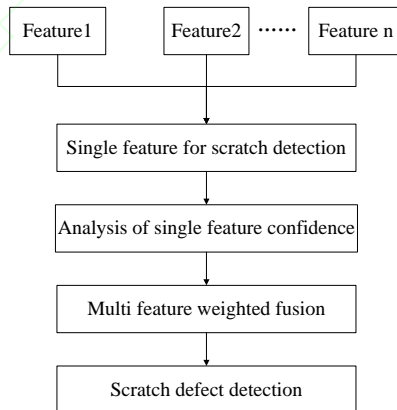 Feature1 Feature2 ······ Feature n
Single feature for scratch detection
Analysis of single feature confidence
Multi feature weighted fusion
Scratch defect detection